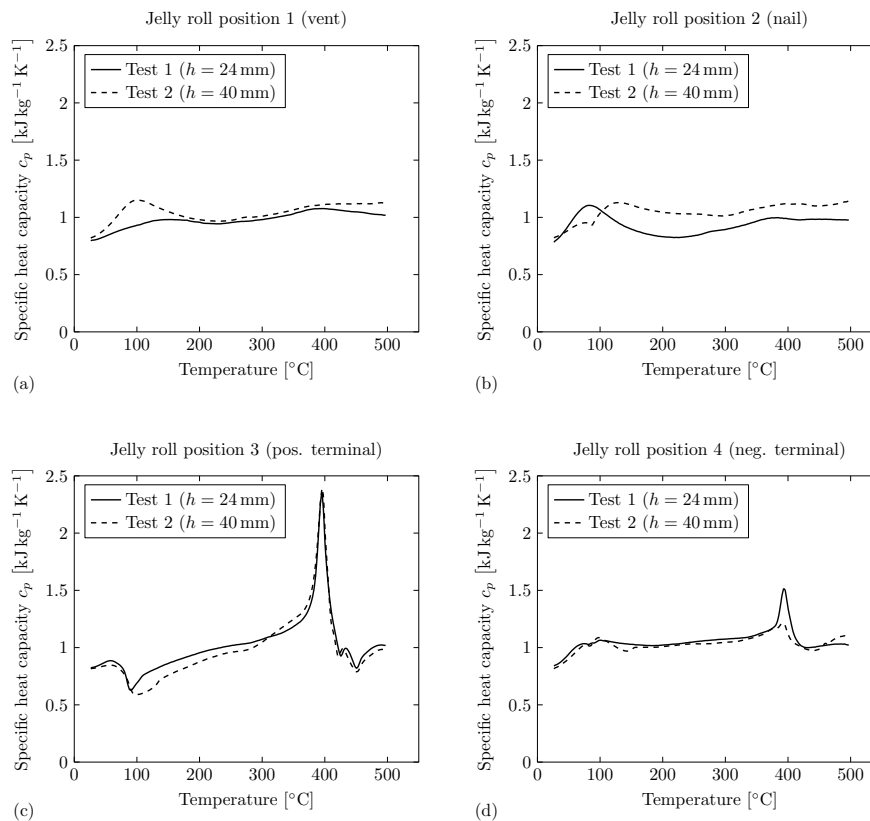 Jelly roll position 1 (vent)
Specific heat capacity c_p [kJ kg⁻¹ K⁻¹]
2.5
2
1.5
1
0.5
0
Test 1 (h = 24 mm)
Test 2 (h = 40 mm)
0 100 200 300 400 500
Temperature [°C]
(a)
Jelly roll position 2 (nail)
Specific heat capacity c_p [kJ kg⁻¹ K⁻¹]
2.5
2
1.5
1
0.5
0
Test 1 (h = 24 mm)
Test 2 (h = 40 mm)
0 100 200 300 400 500
Temperature [°C]
(b)
Jelly roll position 3 (pos. terminal)
Specific heat capacity c_p [kJ kg⁻¹ K⁻¹]
2.5
2
1.5
1
0.5
0
Test 1 (h = 24 mm)
Test 2 (h = 40 mm)
0 100 200 300 400 500
Temperature [°C]
(c)
Jelly roll position 4 (neg. terminal)
Specific heat capacity c_p [kJ kg⁻¹ K⁻¹]
2.5
2
1.5
1
0.5
0
Test 1 (h = 24 mm)
Test 2 (h = 40 mm)
0 100 200 300 400 500
Temperature [°C]
(d)